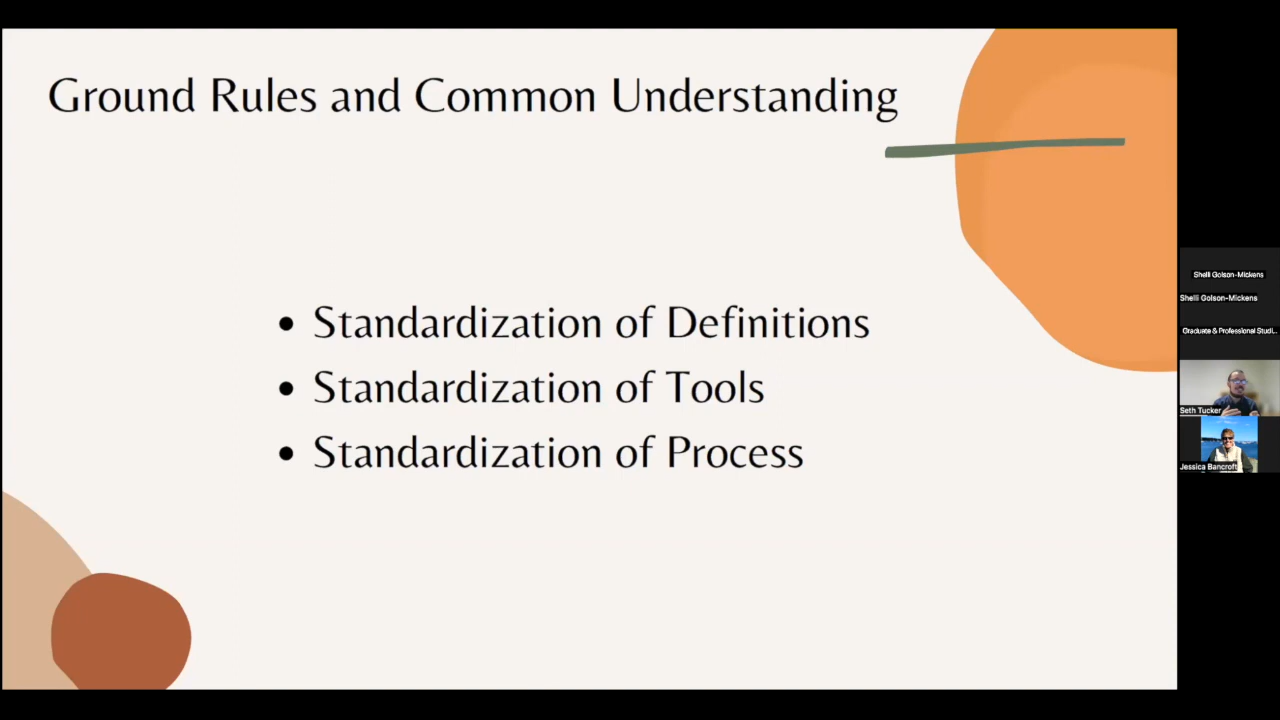 Ground Rules and Common Understanding
• Standardization of Definitions
• Standardization of Tools
• Standardization of Process
Shelli Golson-Mickens
Shelli Golson-Mickens
Graduate & Professional Studi...
Seth Tucker
Jessica Bancroft